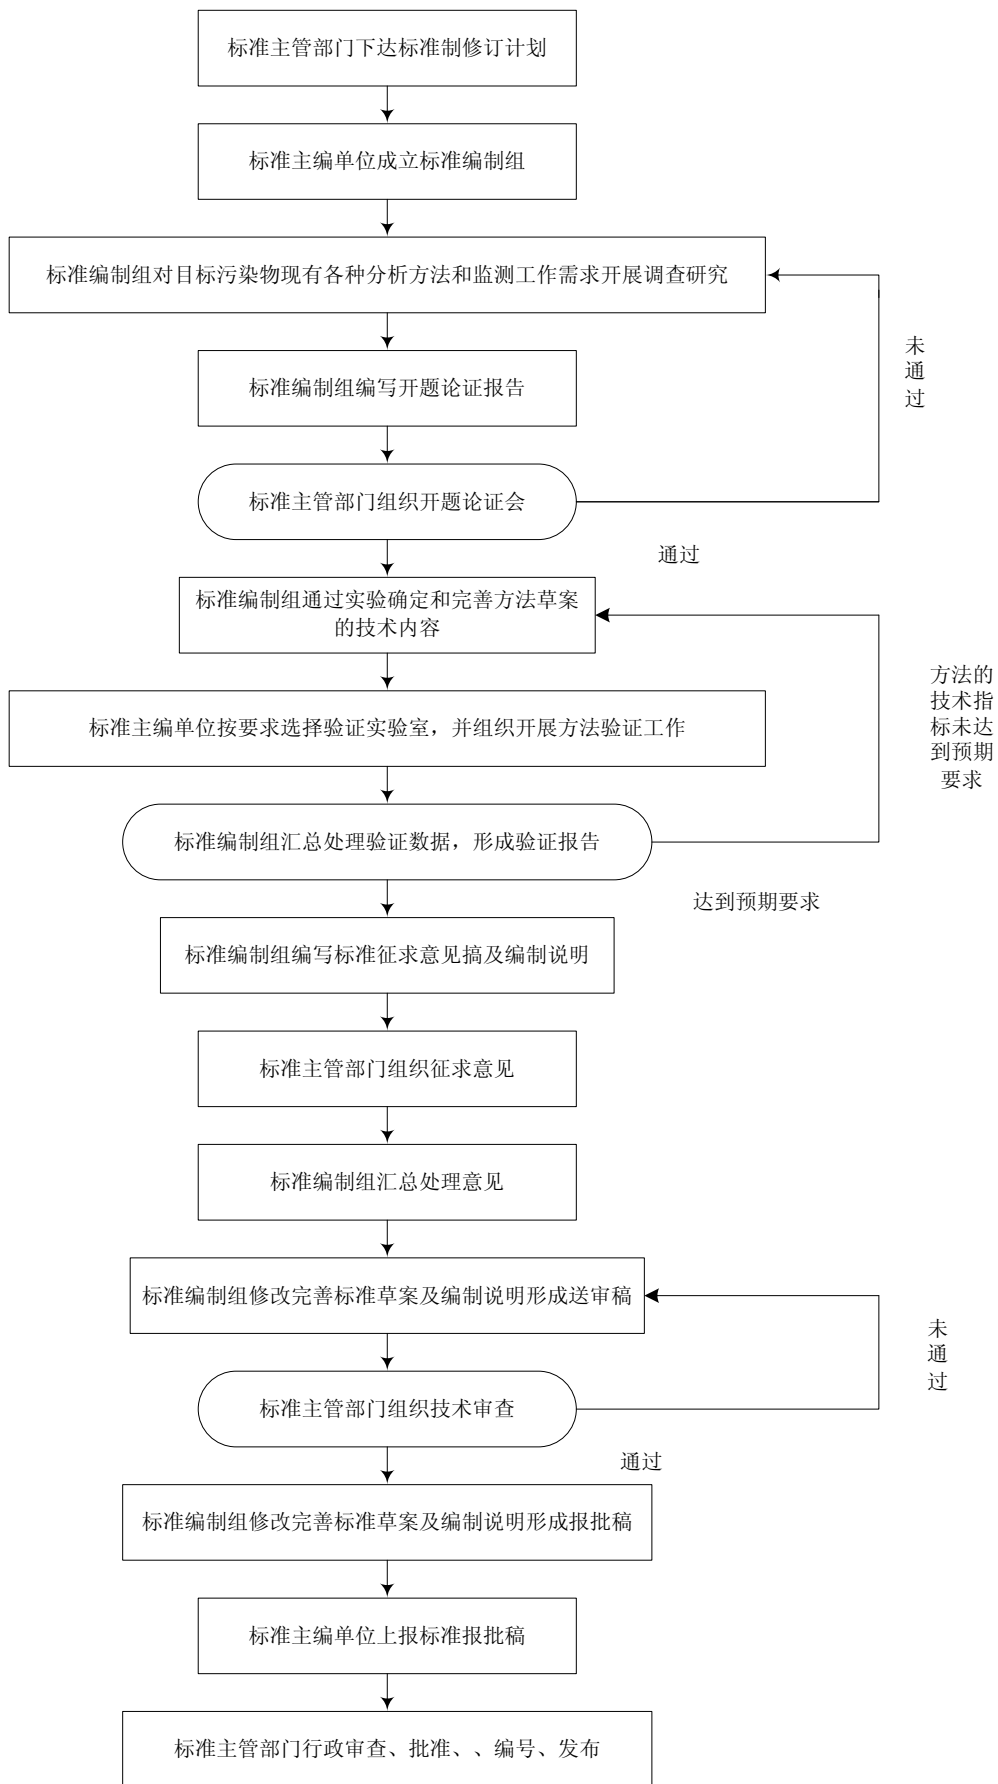 标准主管部门下达标准制修订计划
标准主编单位成立标准编制组
标准编制组对目标污染物现有各种分析方法和监测工作需求开展调查研究
未
通
过
标准编制组编写开题论证报告
标准主管部门组织开题论证会
通过
标准编制组通过实验确定和完善方法草案
的技术内容
方法的
技术指
标未达
到预期
要求
标准主编单位按要求选择验证实验室，并组织开展方法验证工作
标准编制组汇总处理验证数据，形成验证报告
达到预期要求
标准编制组编写标准征求意见搞及编制说明
标准主管部门组织征求意见
标准编制组汇总处理意见
标准编制组修改完善标准草案及编制说明形成送审稿
未
通
过
标准主管部门组织技术审查
通过
标准编制组修改完善标准草案及编制说明形成报批稿
标准主编单位上报标准报批稿
标准主管部门行政审查、批准、、编号、发布